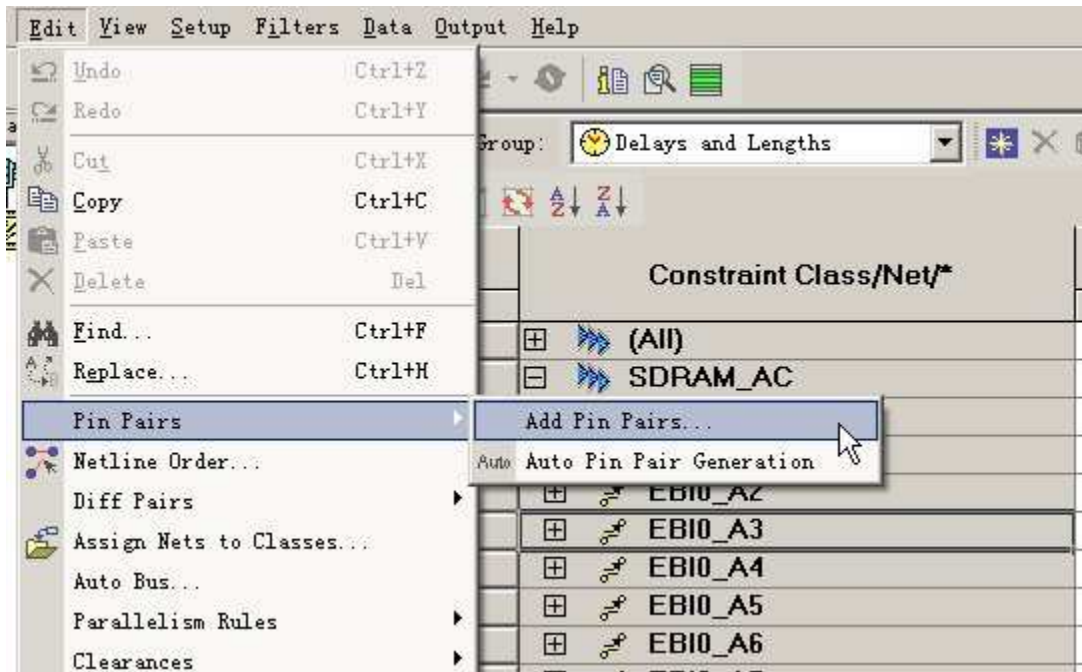 Edit View Setup Filters Data Output Help
Undo Ctrl+Z
Redo Ctrl+Y
Cut Ctrl+X
Copy Ctrl+C
Paste Ctrl+V
Delete Del
Find... Ctrl+F
Replace... Ctrl+H
Pin Pairs
Netline Order...
Diff Pairs
Assign Nets to Classes...
Auto Bus...
Parallelism Rules
Clearances
Add Pin Pairs...
Auto Auto Pin Pair Generation
Group: Delays and Lengths
Constraint Class/Net/*
(All)
SDRAM_AC
EBI0_A2
EBI0_A3
EBI0_A4
EBI0_A5
EBI0_A6